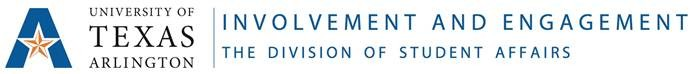 UNIVERSITY OF
TEXAS
ARLINGTON
INVOLVEMENT AND ENGAGEMENT
THE DIVISION OF STUDENT AFFAIRS